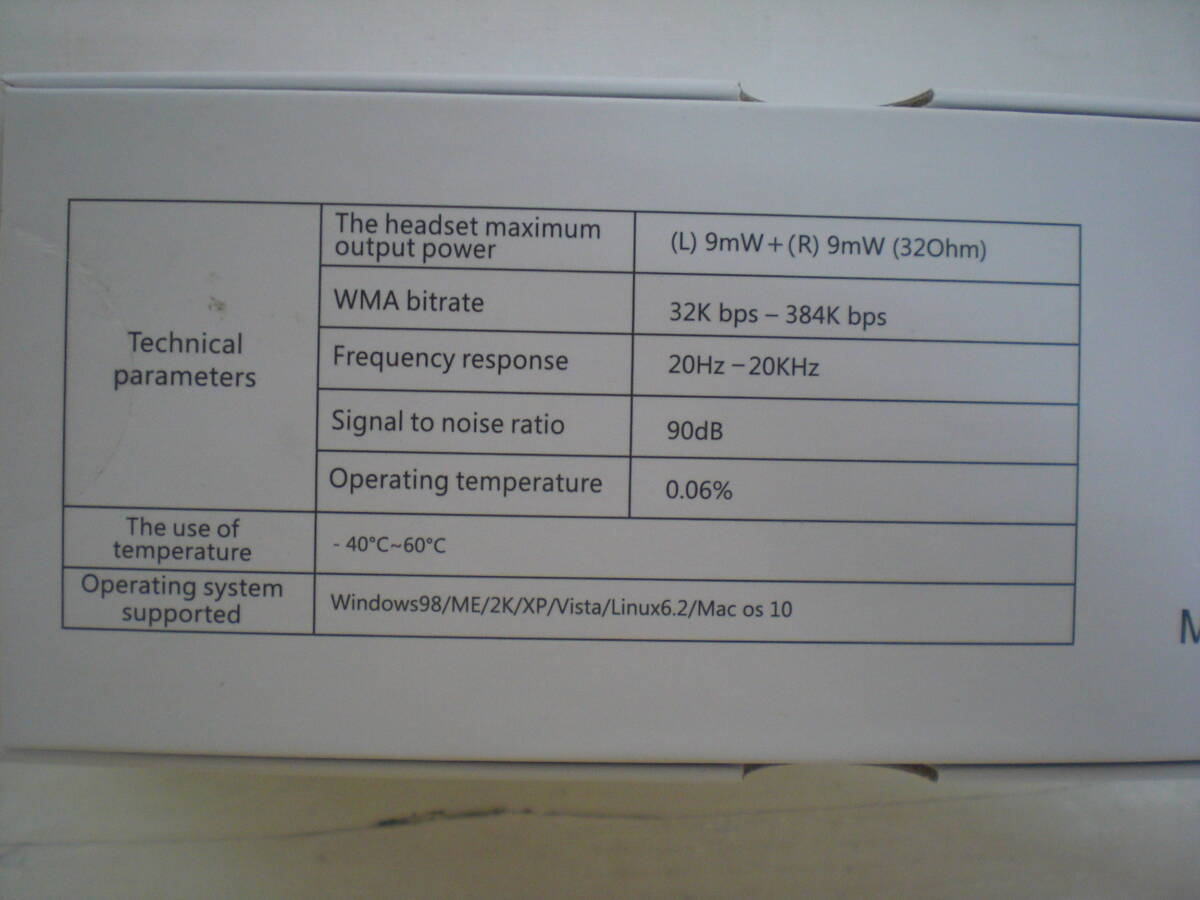 Technical
parameters
The headset maximum
output power
(L) 9mW+(R) 9mW (32Ohm)
WMA bitrate
32K bps – 384K bps
Frequency response
20Hz –20KHz
Signal to noise ratio
90dB
Operating temperature
0.06%
The use of
temperature
- 40°C~60°C
Operating system
supported
Windows98/ME/2K/XP/Vista/Linux6.2/Mac os 10